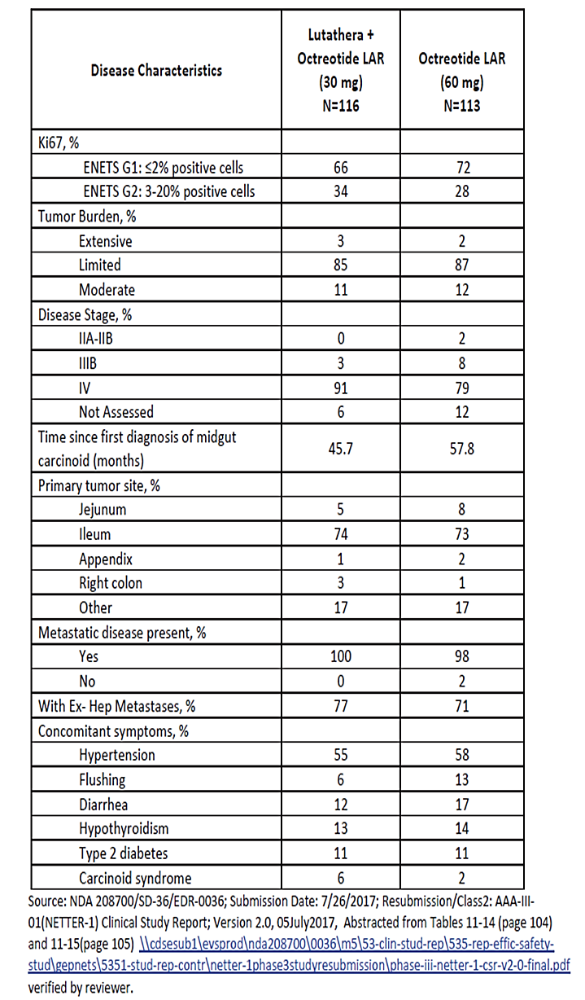 Disease Characteristics
Lutathera +
Octreotide LAR
(30 mg)
N=116
Octreotide LAR
(60 mg)
N=113
Ki67, %
ENETS G1: ≤2% positive cells 66 72
ENETS G2: 3-20% positive cells 34 28
Tumor Burden, %
Extensive 3 2
Limited 85 87
Moderate 11 12
Disease Stage, %
IIA-IIB 0 2
IIIB 3 8
IV 91 79
Not Assessed 6 12
Time since first diagnosis of midgut
carcinoid (months) 45.7 57.8
Primary tumor site, %
Jejunum 5 8
Ileum 74 73
Appendix 1 2
Right colon 3 1
Other 17 17
Metastatic disease present, %
Yes 100 98
No 0 2
With Ex- Hep Metastases, % 77 71
Concomitant symptoms, %
Hypertension 55 58
Flushing 6 13
Diarrhea 12 17
Hypothyroidism 13 14
Type 2 diabetes 11 11
Carcinoid syndrome 6 2
Source: NDA 208700/SD-36/EDR-0036; Submission Date: 7/26/2017; Resubmission/Class2: AAA-III-
01(NETTER-1) Clinical Study Report; Version 2.0, 05July2017, Abstracted from Tables 11-14 (page 104)
and 11-15(page 105) \\cdsesub1\evsprod\nda208700\0036\m5\53-clin-stud-rep\535-rep-effic-safety-
stud\gepnets\5351-stud-rep-contr\netter-1phase3studyresubmission\phase-iii-netter-1-csr-v2-0-final.pdf
verified by reviewer.